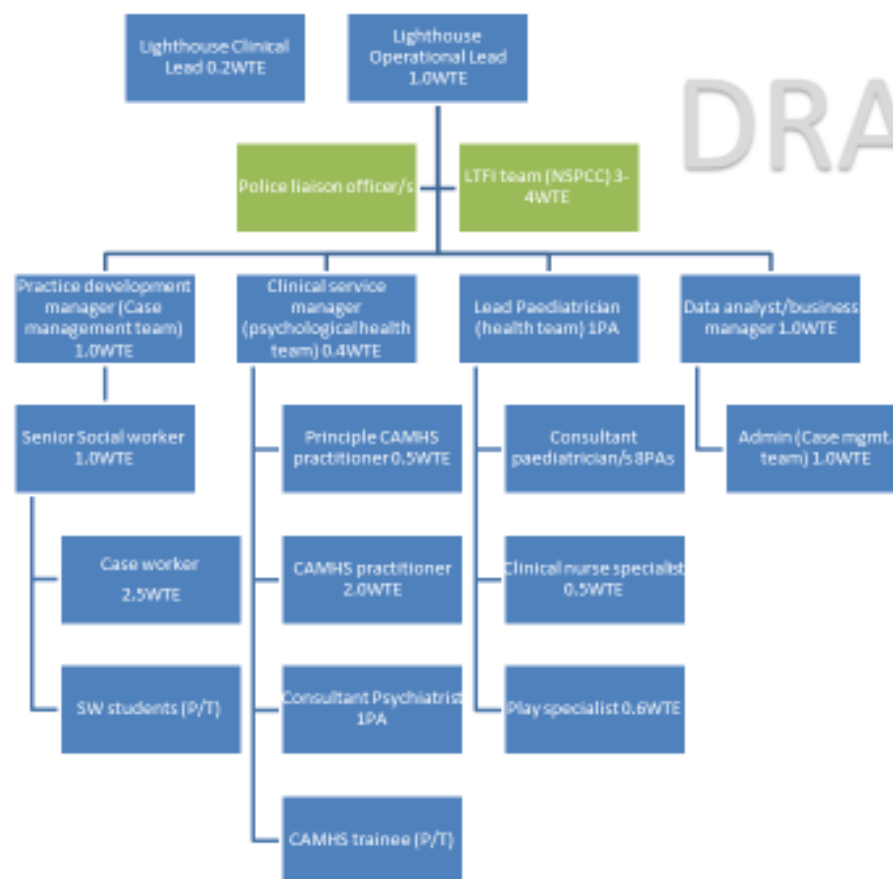 Lighthouse Clinical
Lead 0.2WTE
Lighthouse
Operational Lead
1.0WTE
DRA
Police liaison officer/s
LTFI team (NSPCC) 3-
4WTE
Practice development
manager (Case
management team)
1.0WTE
Clinical service
manager
(psychological health
team) 0.4WTE
Lead Paediatrician
(health team) 1PA
Data analyst/business
manager 1.0WTE
Senior Social worker
1.0WTE
Principle CAMHS
practitioner 0.5WTE
Consultant
paediatrician/s 8PAs
Admin (Case mgmt.
team) 1.0WTE
Case worker
2.5WTE
CAMHS practitioner
2.0WTE
Clinical nurse specialist
0.5WTE
SW students (P/T)
Consultant Psychiatrist
1PA
Play specialist 0.6WTE
CAMHS trainee (P/T)